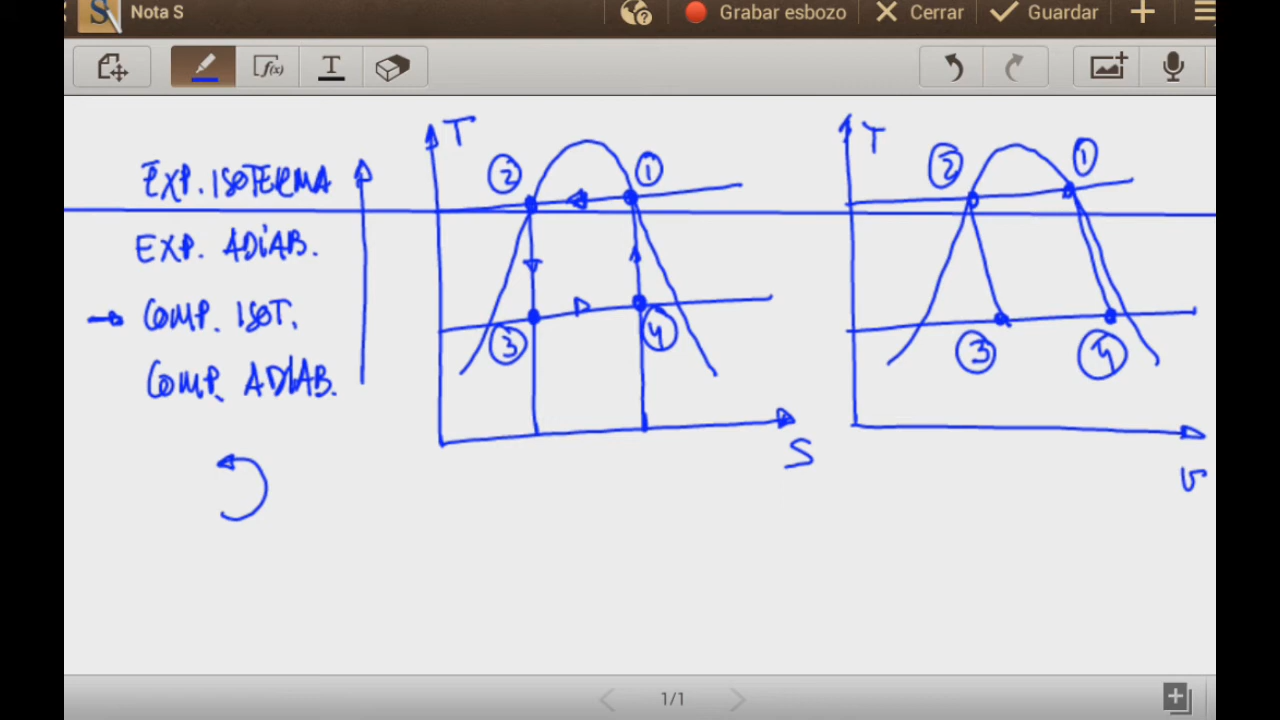 S Nota S
Grabar esbozo
Cerrar
Guardar
f(x)
T
EXP. ISOTERMA
EXP. ADIAB.
→ COMP. ISOT.
COMP. ADIAB.
T
2
1
3
4
S
T
2
1
3
4
v
1/1